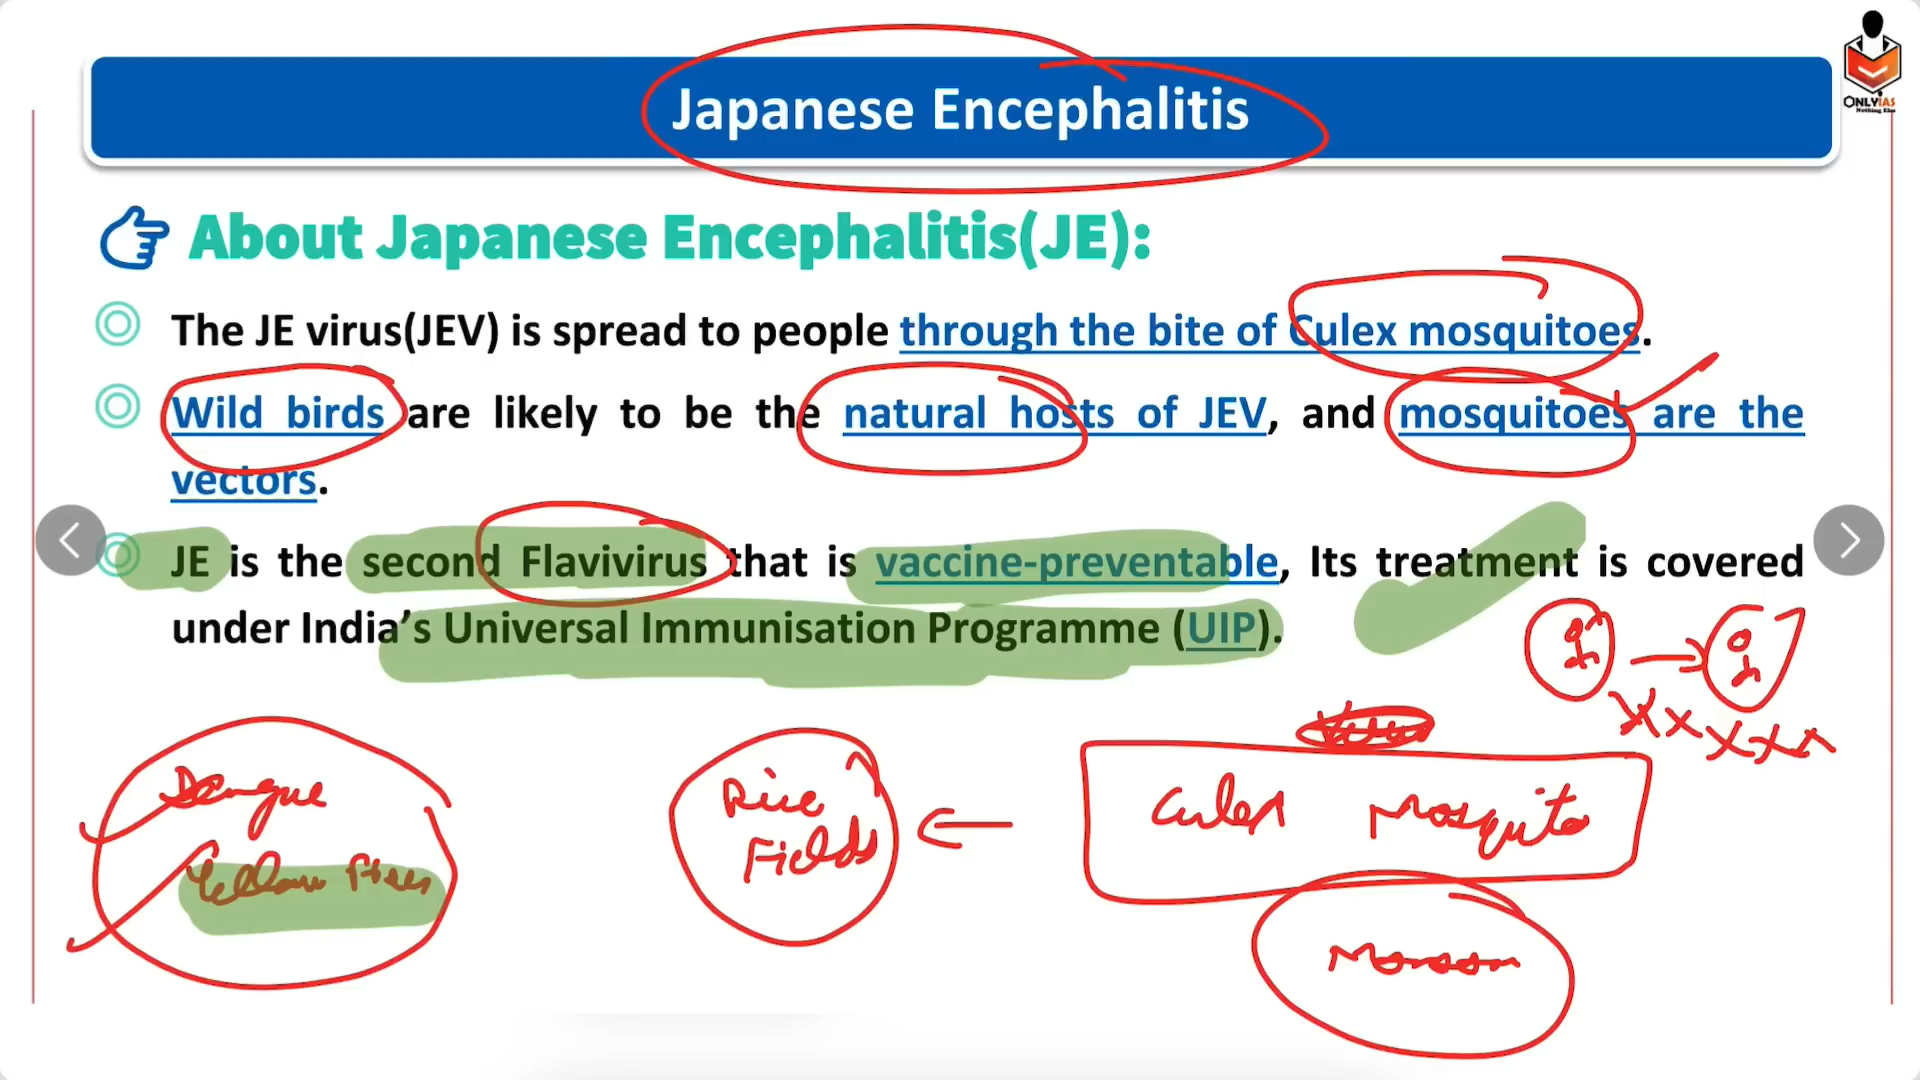 Japanese Encephalitis
ONLYIAS
Nothing Else
About Japanese Encephalitis(JE):
The JE virus(JEV) is spread to people through the bite of Culex mosquitoes.
Wild birds are likely to be the natural hosts of JEV, and mosquitoes are the
vectors.
JE is the second Flavivirus that is vaccine-preventable, Its treatment is covered
under India’s Universal Immunisation Programme (UIP).
Dengue
Yellow
Rice
Fields
Culex Mosquito
Monsoon